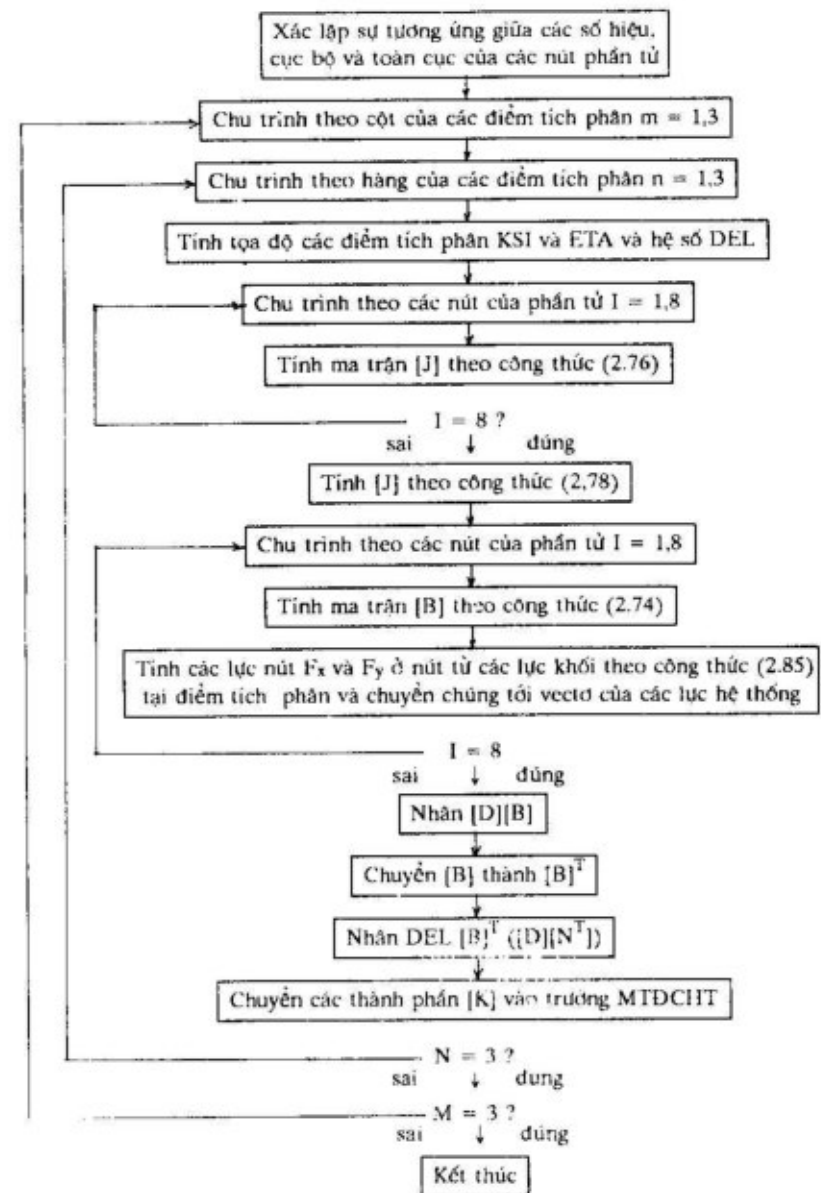 Xác lập sự tương ứng giữa các số hiệu,
cục bộ và toàn cục của các nút phần tử
Chu trình theo cột của các điểm tích phân m = 1,3
Chu trình theo hàng của các điểm tích phân n = 1,3
Tính tọa độ các điểm tích phân KSI và ETA và hệ số DEL
Chu trình theo các nút của phần tử I = 1,8
Tính ma trận [J] theo công thức (2.76)
I = 8 ?
sai ↓ đúng
Tính [J] theo công thức (2,78)
Chu trình theo các nút của phần tử I = 1,8
Tính ma trận [B] theo công thức (2.74)
Tính các lực nút Fx và Fy ở nút từ các lực khối theo công thức (2.85)
tại điểm tích phân và chuyển chúng tới vectơ của các lực hệ thống
I = 8
sai ↓ đúng
Nhân [D][B]
Chuyển [B] thành [B]ᵀ
Nhân DEL [B]ᵀ ([D][Nᵀ])
Chuyển các thành phần [K] vào trường MTĐCHT
N = 3 ?
sai ↓ dung
M = 3 ?
sai ↓ đúng
Kết thúc